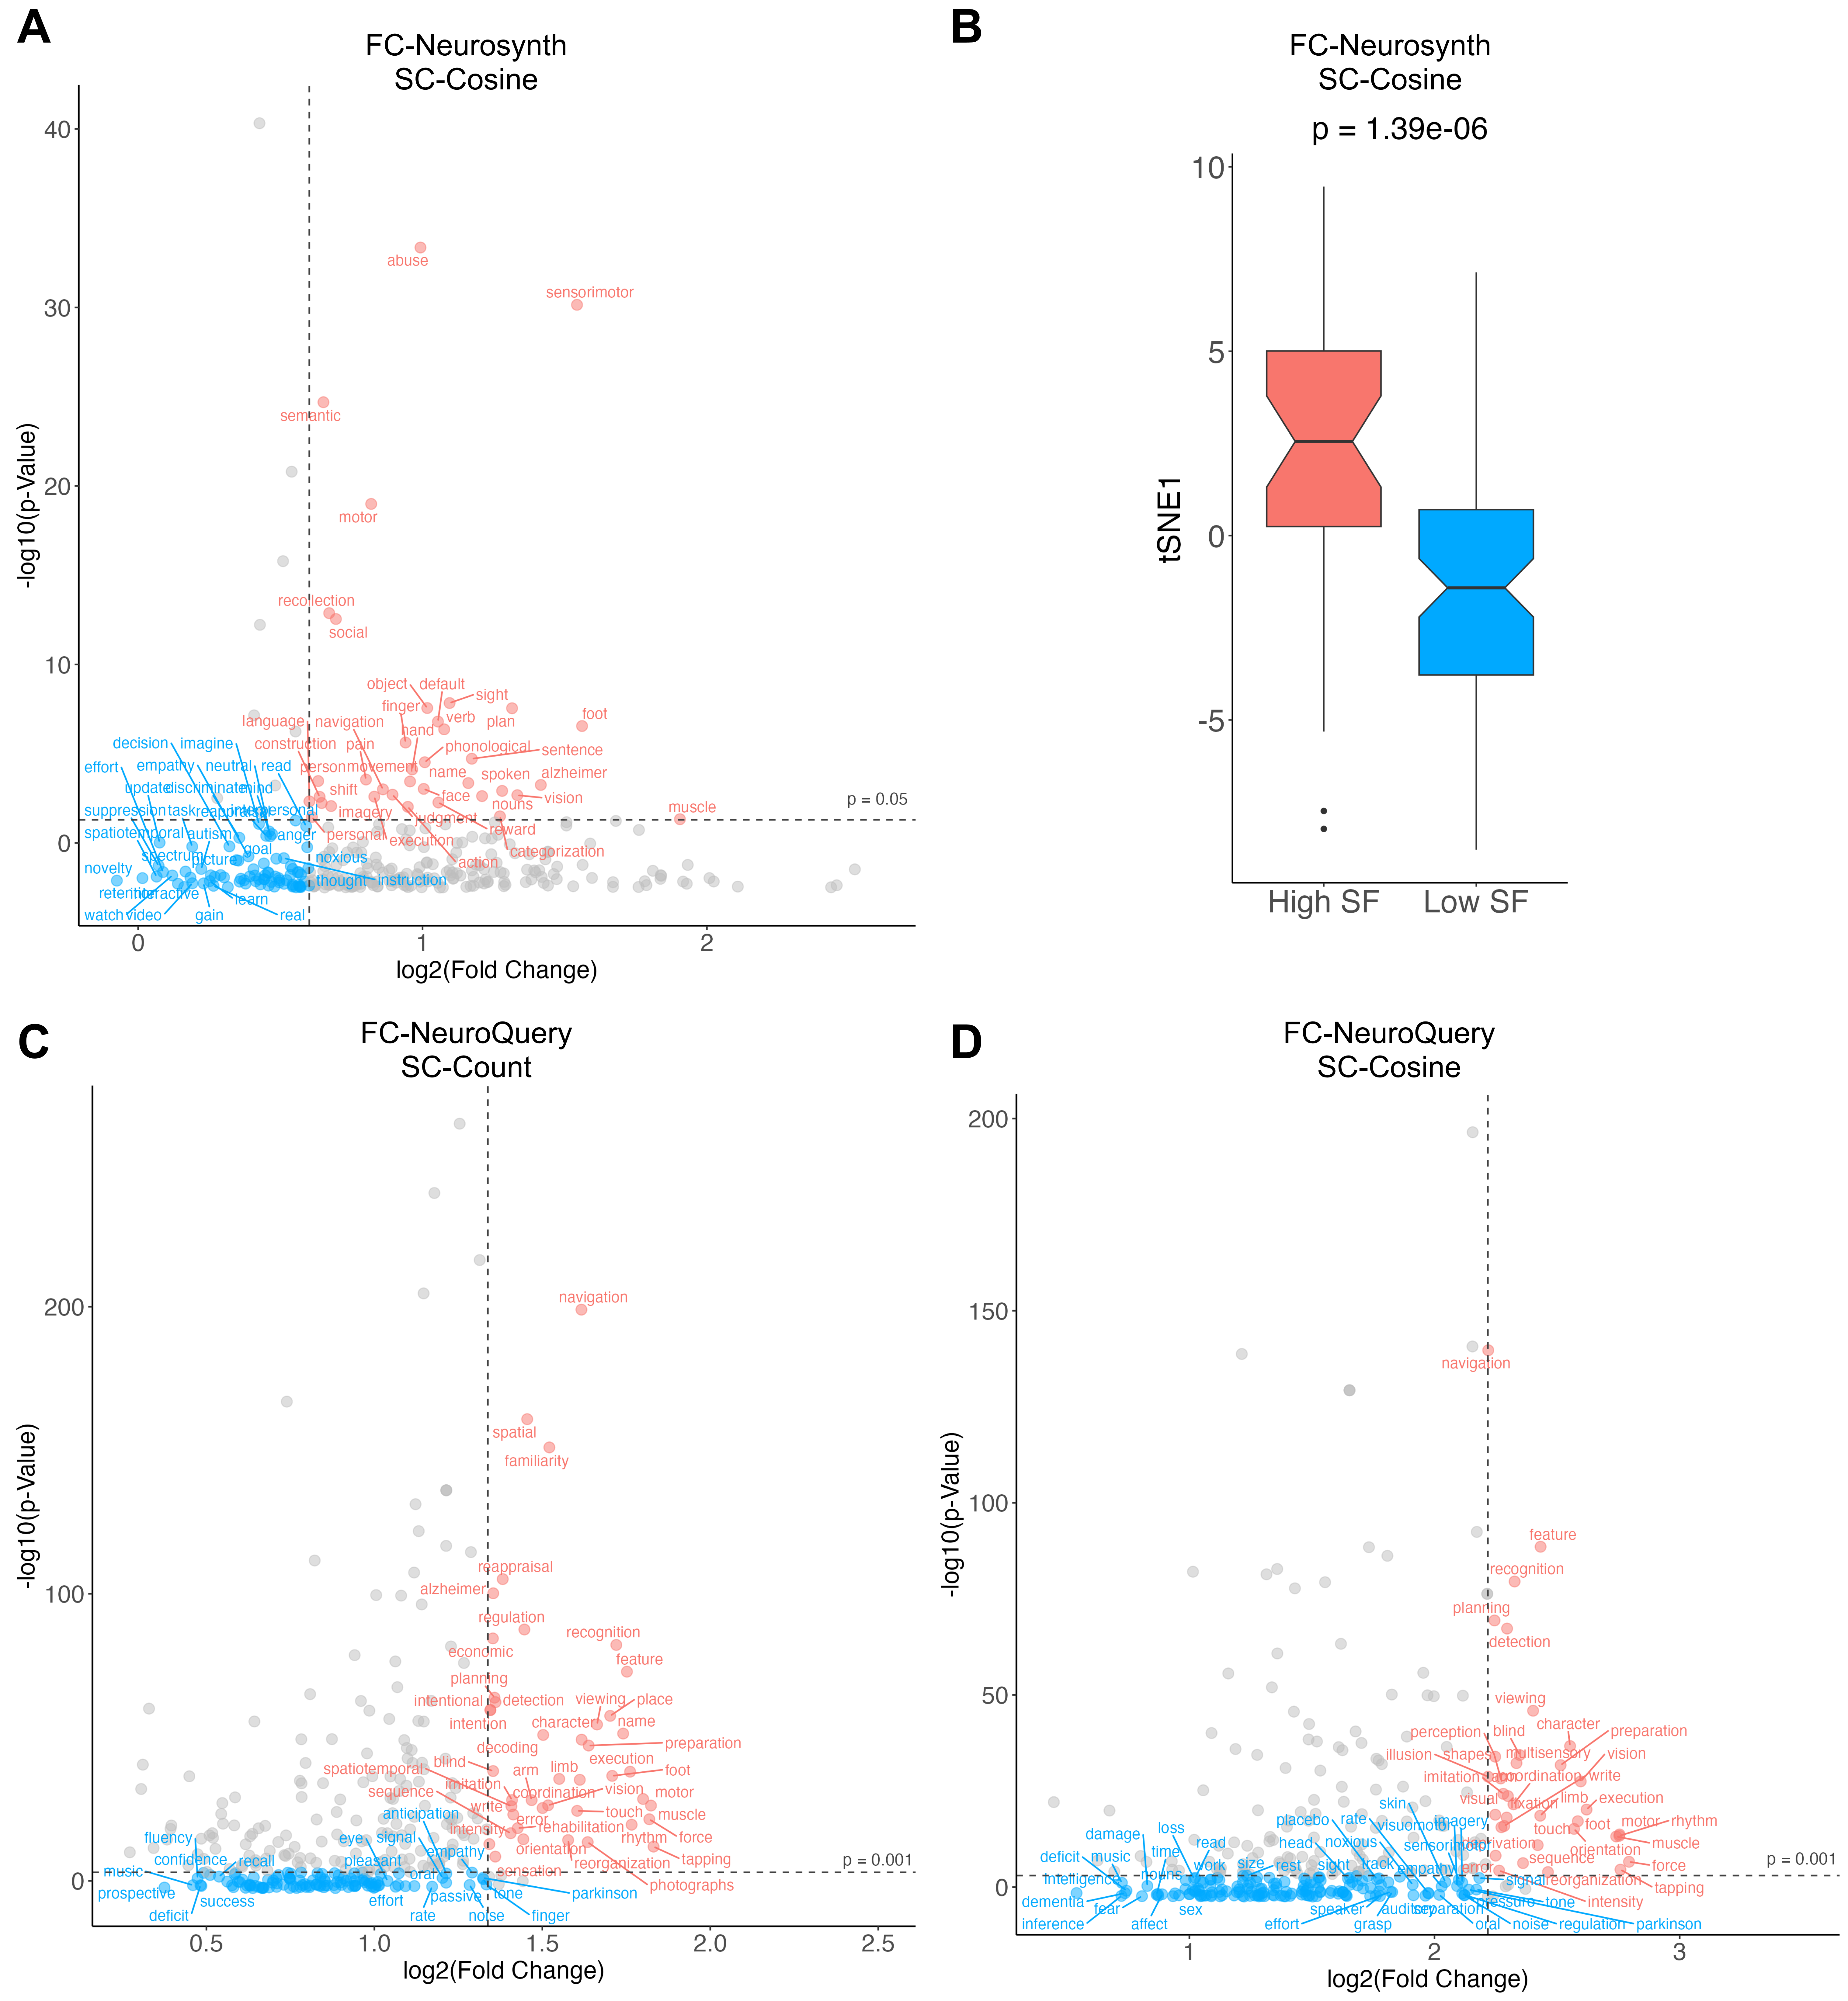 A
FC-Neurosynth
SC-Cosine
-log10(p-Value)
40
30
20
10
0
abuse
sensorimotor
semantic
motor
recollection
social
object
default
sight
finger
verb
plan
foot
language
navigation
hand
construction
pain
phonological
sentence
person
movement
name
spoken
alzheimer
shift
face
nouns
vision
imagery
judgment
reward
muscle
personal
execution
action
categorization
decision
imagine
effort
empathy
neutral
read
update
discriminate
mind
suppression
task
reappraisal
interpersonal
spatiotemporal
autism
anger
spectrum
picture
goal
noxious
novelty
thought
instruction
retention
interactive
learn
watch
video
gain
real
p = 0.05
0
1
2
log2(Fold Change)
B
FC-Neurosynth
SC-Cosine
p = 1.39e-06
tSNE1
10
5
0
-5
High SF
Low SF
C
FC-NeuroQuery
SC-Count
-log10(p-Value)
200
100
0
navigation
spatial
familiarity
reappraisal
alzheimer
regulation
economic
recognition
feature
planning
intentional
detection
viewing
place
intention
character
name
decoding
preparation
spatiotemporal
blind
limb
execution
foot
sequence
imitation
arm
coordination
vision
motor
write
touch
muscle
anticipation
error
rehabilitation
intensity
rhythm
force
orientation
reorganization
tapping
sensation
photographs
fluency
eye
signal
confidence
recall
pleasant
oral
empathy
music
prospective
success
effort
passive
tone
parkinson
deficit
rate
noise
finger
p = 0.001
0.5
1.0
1.5
2.0
2.5
log2(Fold Change)
D
FC-NeuroQuery
SC-Cosine
-log10(p-Value)
200
150
100
50
0
navigation
feature
recognition
planning
detection
viewing
perception
blind
character
preparation
illusion
shapes
multisensory
vision
imitation
coordination
write
visual
fixation
limb
execution
touch
foot
motor
rhythm
orientation
muscle
error
sequence
force
reorganization
tapping
intensity
skin
placebo
rate
visuomotor
imagery
damage
loss
head
noxious
sensorimotor
deficit
music
time
read
intelligence
nouns
work
size
rest
sight
track
empathy
signal
dementia
fear
sex
speaker
auditory
separation
pressure
tone
inference
affect
effort
grasp
oral
noise
regulation
parkinson
p = 0.001
1
2
3
log2(Fold Change)